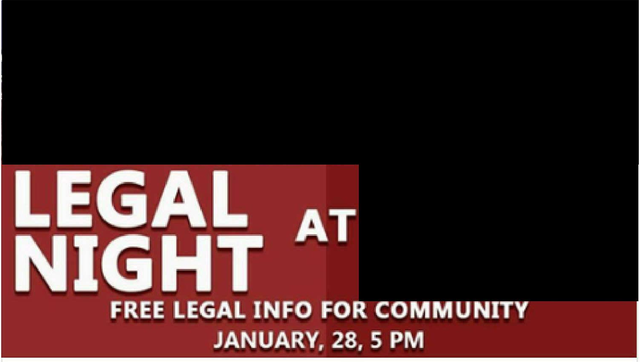 LEGAL
NIGHT
AT
FREE LEGAL INFO FOR COMMUNITY
JANUARY, 28, 5 PM